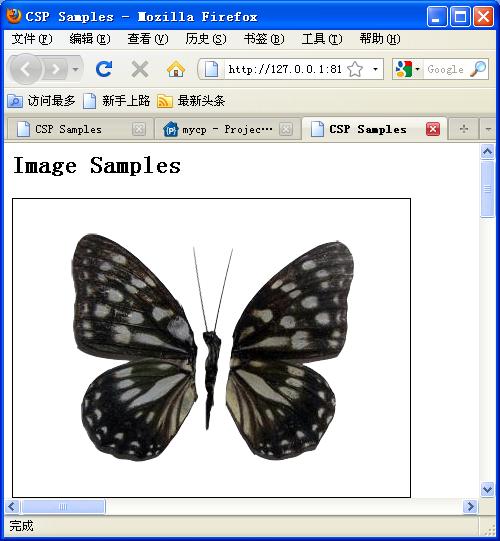 CSP Samples - Mozilla Firefox
文件(F) 编辑(E) 查看(V) 历史(S) 书签(B) 工具(T) 帮助(H)
http://127.0.0.1:81 Google
访问最多 新手上路 最新头条
CSP Samples mycp - Projec... CSP Samples
Image Samples
完成